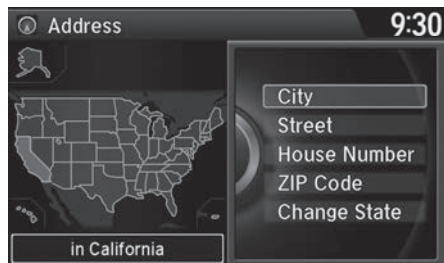 Address
9:30
City
Street
House Number
ZIP Code
Change State
in California